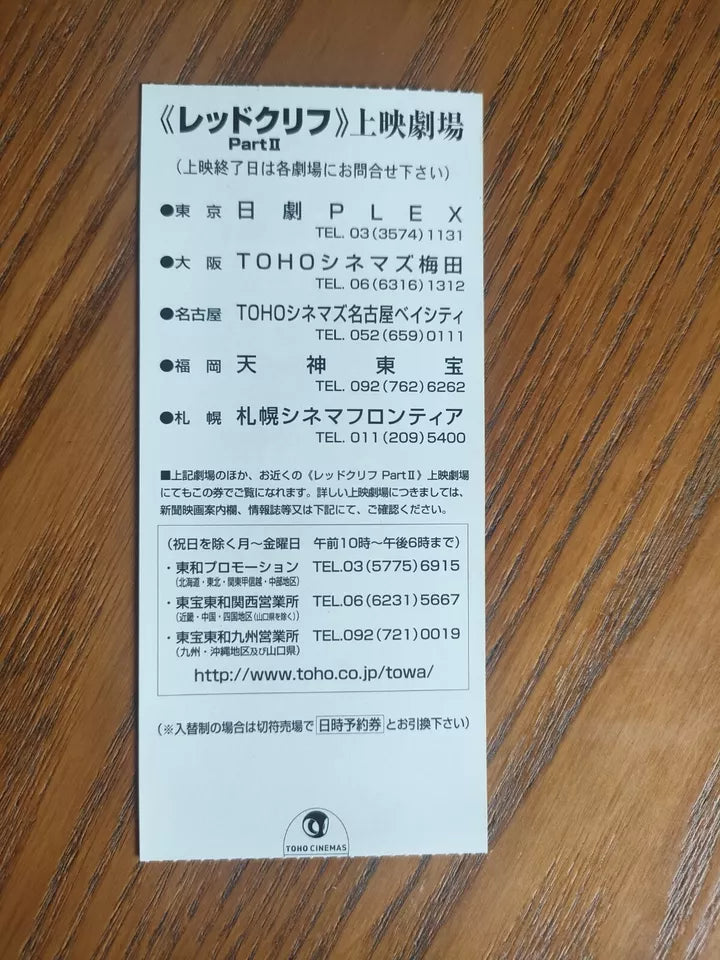 《レッドクリフ》上映劇場
PartⅡ
(上映終了日は各劇場にお問合せ下さい)
●東京 日劇PLEX
TEL. 03(3574)1131
●大阪 TOHOシネマズ梅田
TEL. 06(6316)1312
●名古屋 TOHOシネマズ名古屋ベイシティ
TEL. 052(659)0111
●福岡 天神東宝
TEL. 092(762)6262
●札幌 札幌シネマフロンティア
TEL. 011(209)5400
■上記劇場のほか、お近くの《レッドクリフ PartⅡ》上映劇場
にてもこの券でご覧になれます。詳しい上映劇場につきましては、
新聞映画案内欄、情報誌等又は下記にて、ご確認ください。
(祝日を除く月〜金曜日 午前10時〜午後6時まで)
・東和プロモーション TEL.03(5775)6915
(北海道・東北・関東甲信越・中部地区)
・東宝東和関西営業所 TEL.06(6231)5667
(近畿・中国・四国地区(山口県を除く))
・東宝東和九州営業所 TEL.092(721)0019
(九州・沖縄地区及び山口県)
http://www.toho.co.jp/towa/
(※入替制の場合は切符売場で 日時予約券 とお引換下さい)
TOHO CINEMAS